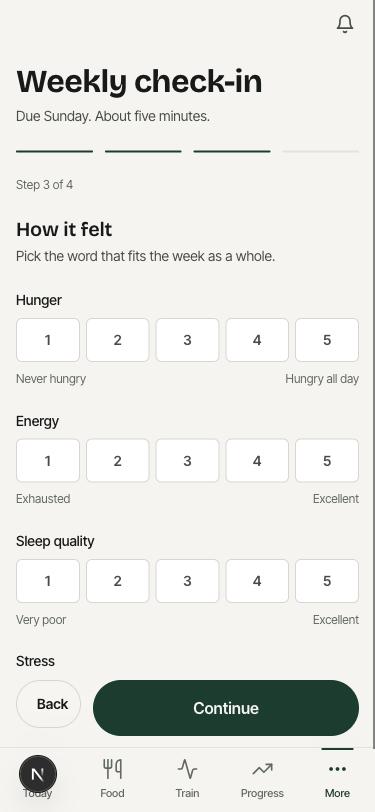 Weekly check-in
Due Sunday. About five minutes.
Step 3 of 4
How it felt
Pick the word that fits the week as a whole.
Hunger
1 2 3 4 5
Never hungry Hungry all day
Energy
1 2 3 4 5
Exhausted Excellent
Sleep quality
1 2 3 4 5
Very poor Excellent
Stress
Back Continue
N
Today Food Train Progress More